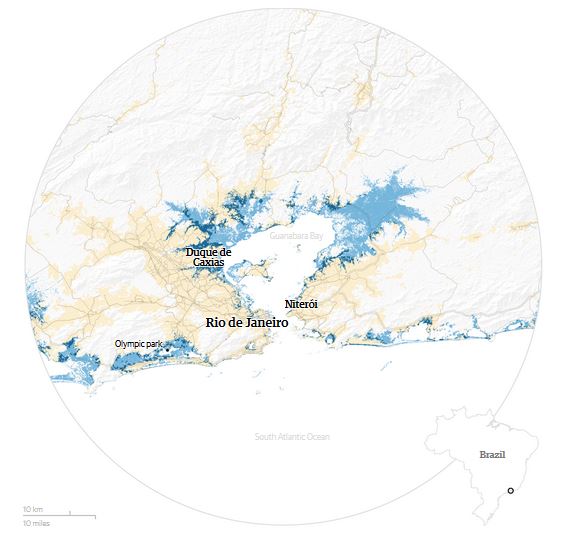 Guanabara Bay
Duque de
Caxias
Niterói
Rio de Janeiro
Olympic park
South Atlantic Ocean
Brazil
10 km
10 miles